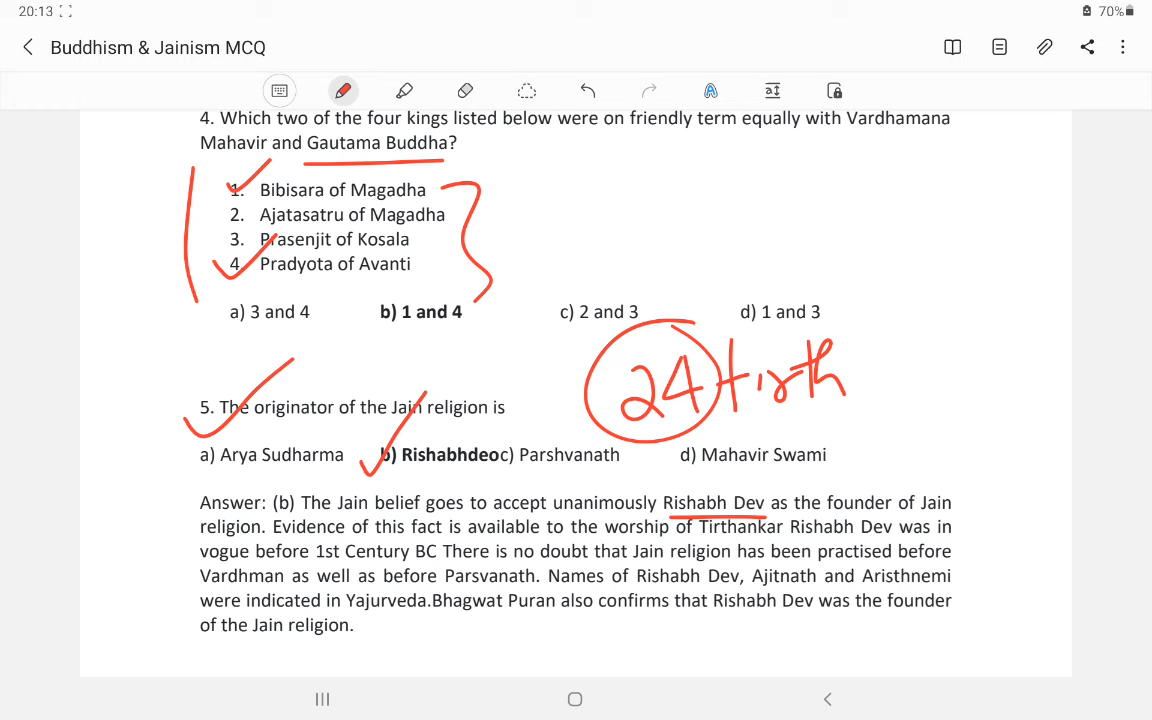 20:13 70%
Buddhism & Jainism MCQ
4. Which two of the four kings listed below were on friendly term equally with Vardhamana
Mahavir and Gautama Buddha?
1. Bibisara of Magadha
2. Ajatasatru of Magadha
3. Prasenjit of Kosala
4. Pradyota of Avanti
a) 3 and 4 b) 1 and 4 c) 2 and 3 d) 1 and 3
24 tirth
5. The originator of the Jain religion is
a) Arya Sudharma b) Rishabhdeoc) Parshvanath d) Mahavir Swami
Answer: (b) The Jain belief goes to accept unanimously Rishabh Dev as the founder of Jain
religion. Evidence of this fact is available to the worship of Tirthankar Rishabh Dev was in
vogue before 1st Century BC There is no doubt that Jain religion has been practised before
Vardhman as well as before Parsvanath. Names of Rishabh Dev, Ajitnath and Aristhnemi
were indicated in Yajurveda.Bhagwat Puran also confirms that Rishabh Dev was the founder
of the Jain religion.